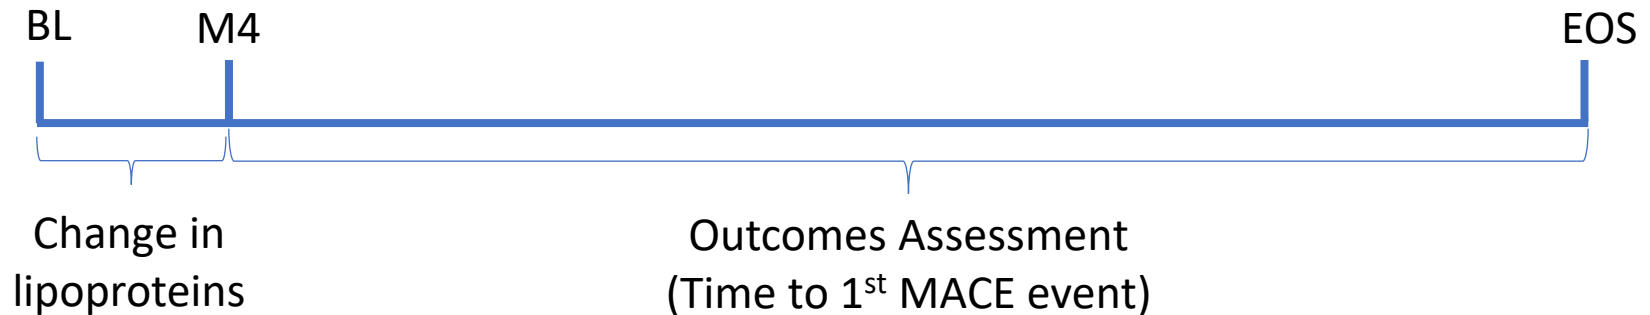 BL M4 EOS
Change in
lipoproteins
Outcomes Assessment
(Time to 1st MACE event)